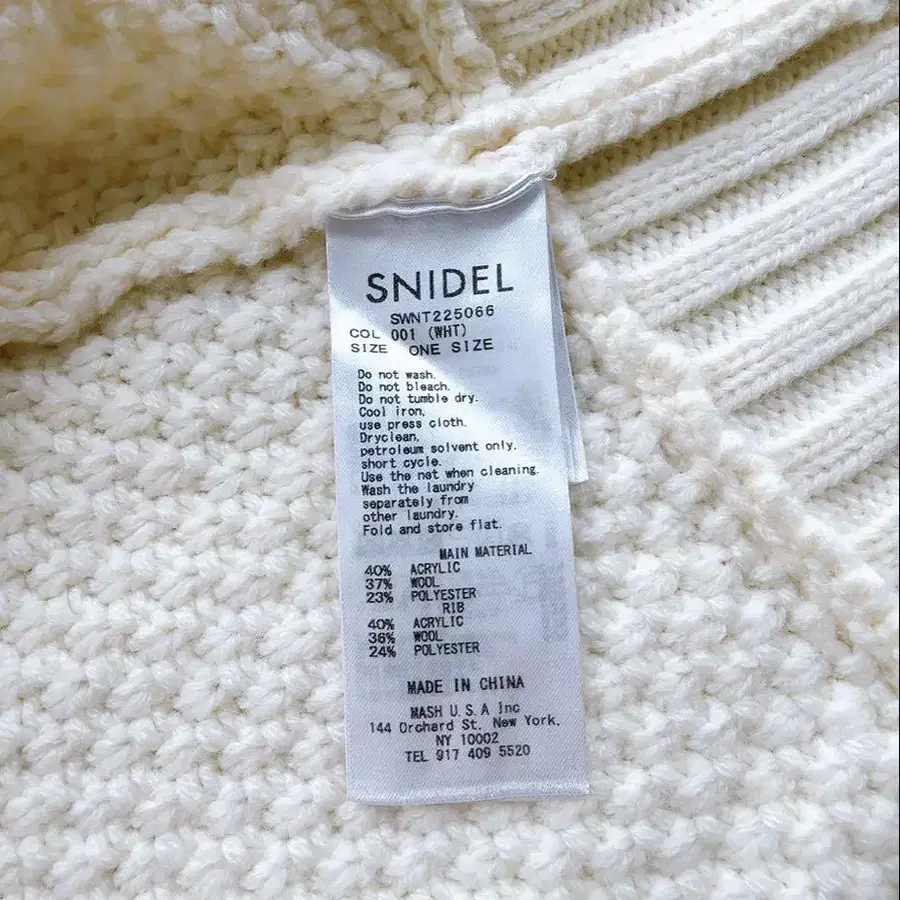 SNIDEL
SWNT225066
COL 001 (WHT)
SIZE ONE SIZE
Do not wash.
Do not bleach.
Do not tumble dry.
Cool iron,
use press cloth.
Dryclean,
petroleum solvent only.
short cycle.
Use the net when cleaning.
Wash the laundry
separately from
other laundry.
Fold and store flat.
MAIN MATERIAL
40% ACRYLIC
37% WOOL
23% POLYESTER
RIB
40% ACRYLIC
36% WOOL
24% POLYESTER
MADE IN CHINA
MASH U.S.A Inc
144 Orchard St. New York,
NY 10002
TEL 917 409 5520